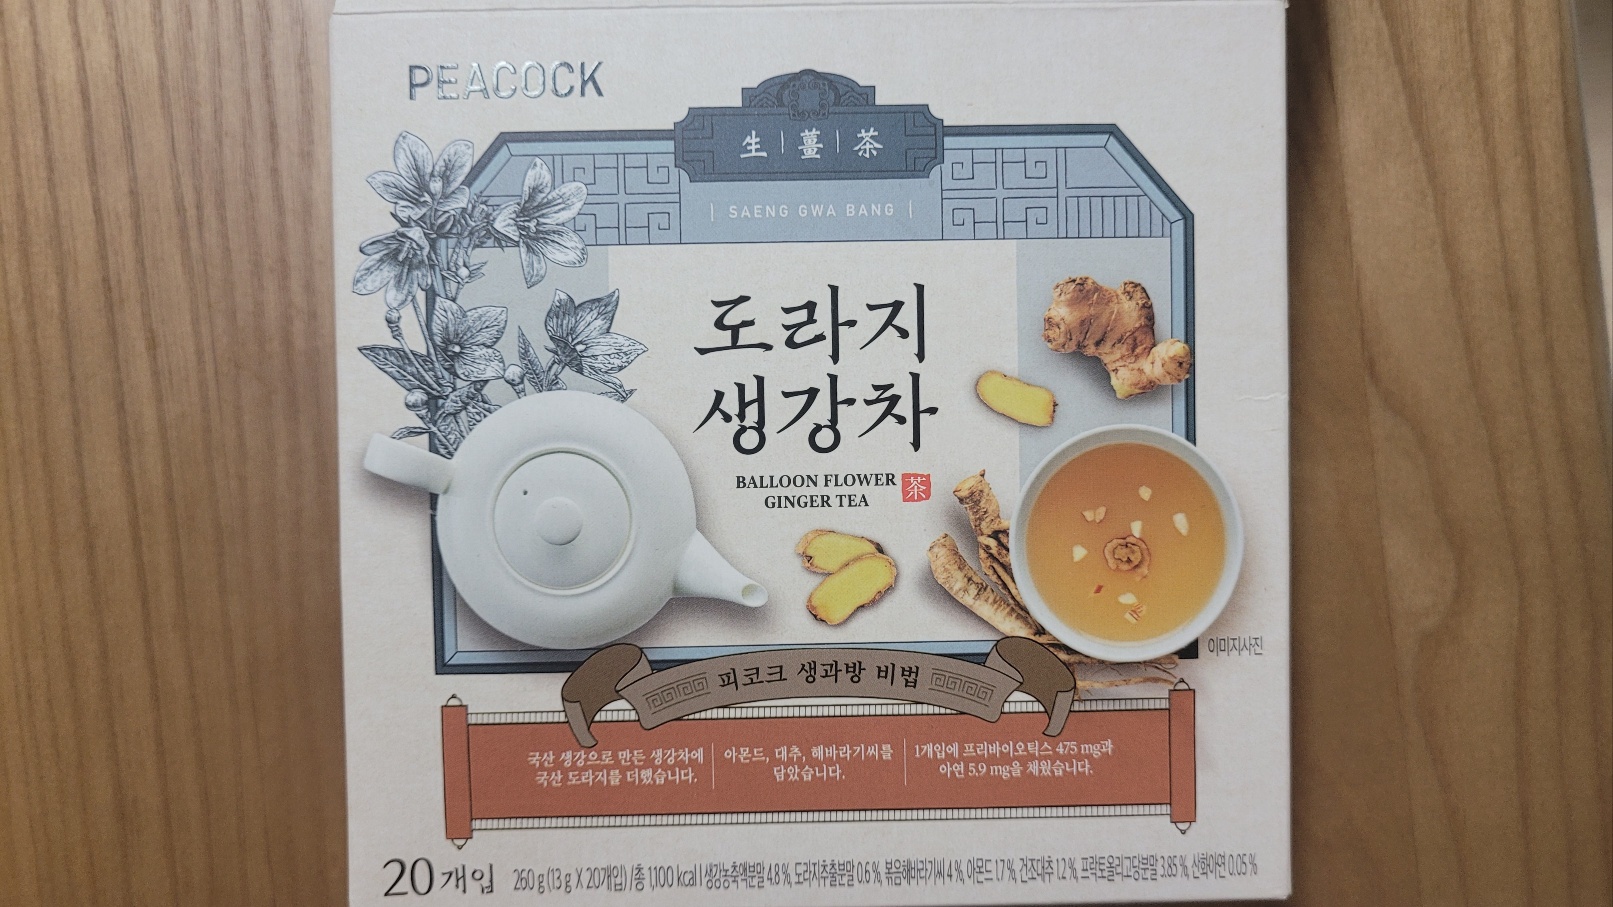 PEACOCK
生 | 薑 | 茶
| SAENG GWA BANG |
도라지
생강차
BALLOON FLOWER
GINGER TEA
茶
이미지사진
피코크 생과방 비법
국산 생강으로 만든 생강차에
국산 도라지를 더했습니다.
아몬드, 대추, 해바라기씨를
담았습니다.
1개입에 프리바이오틱스 475 mg과
아연 5.9 mg을 채웠습니다.
20개입 260 g (13 g X 20개입) / 총 1,100 kcal | 생강농축액분말 4.8 %, 도라지추출분말 0.6 %, 볶음해바라기씨 4 %, 아몬드 1.7 %, 건조대추 1.2 %, 프락토올리고당분말 3.85 %, 산화아연 0.05 %